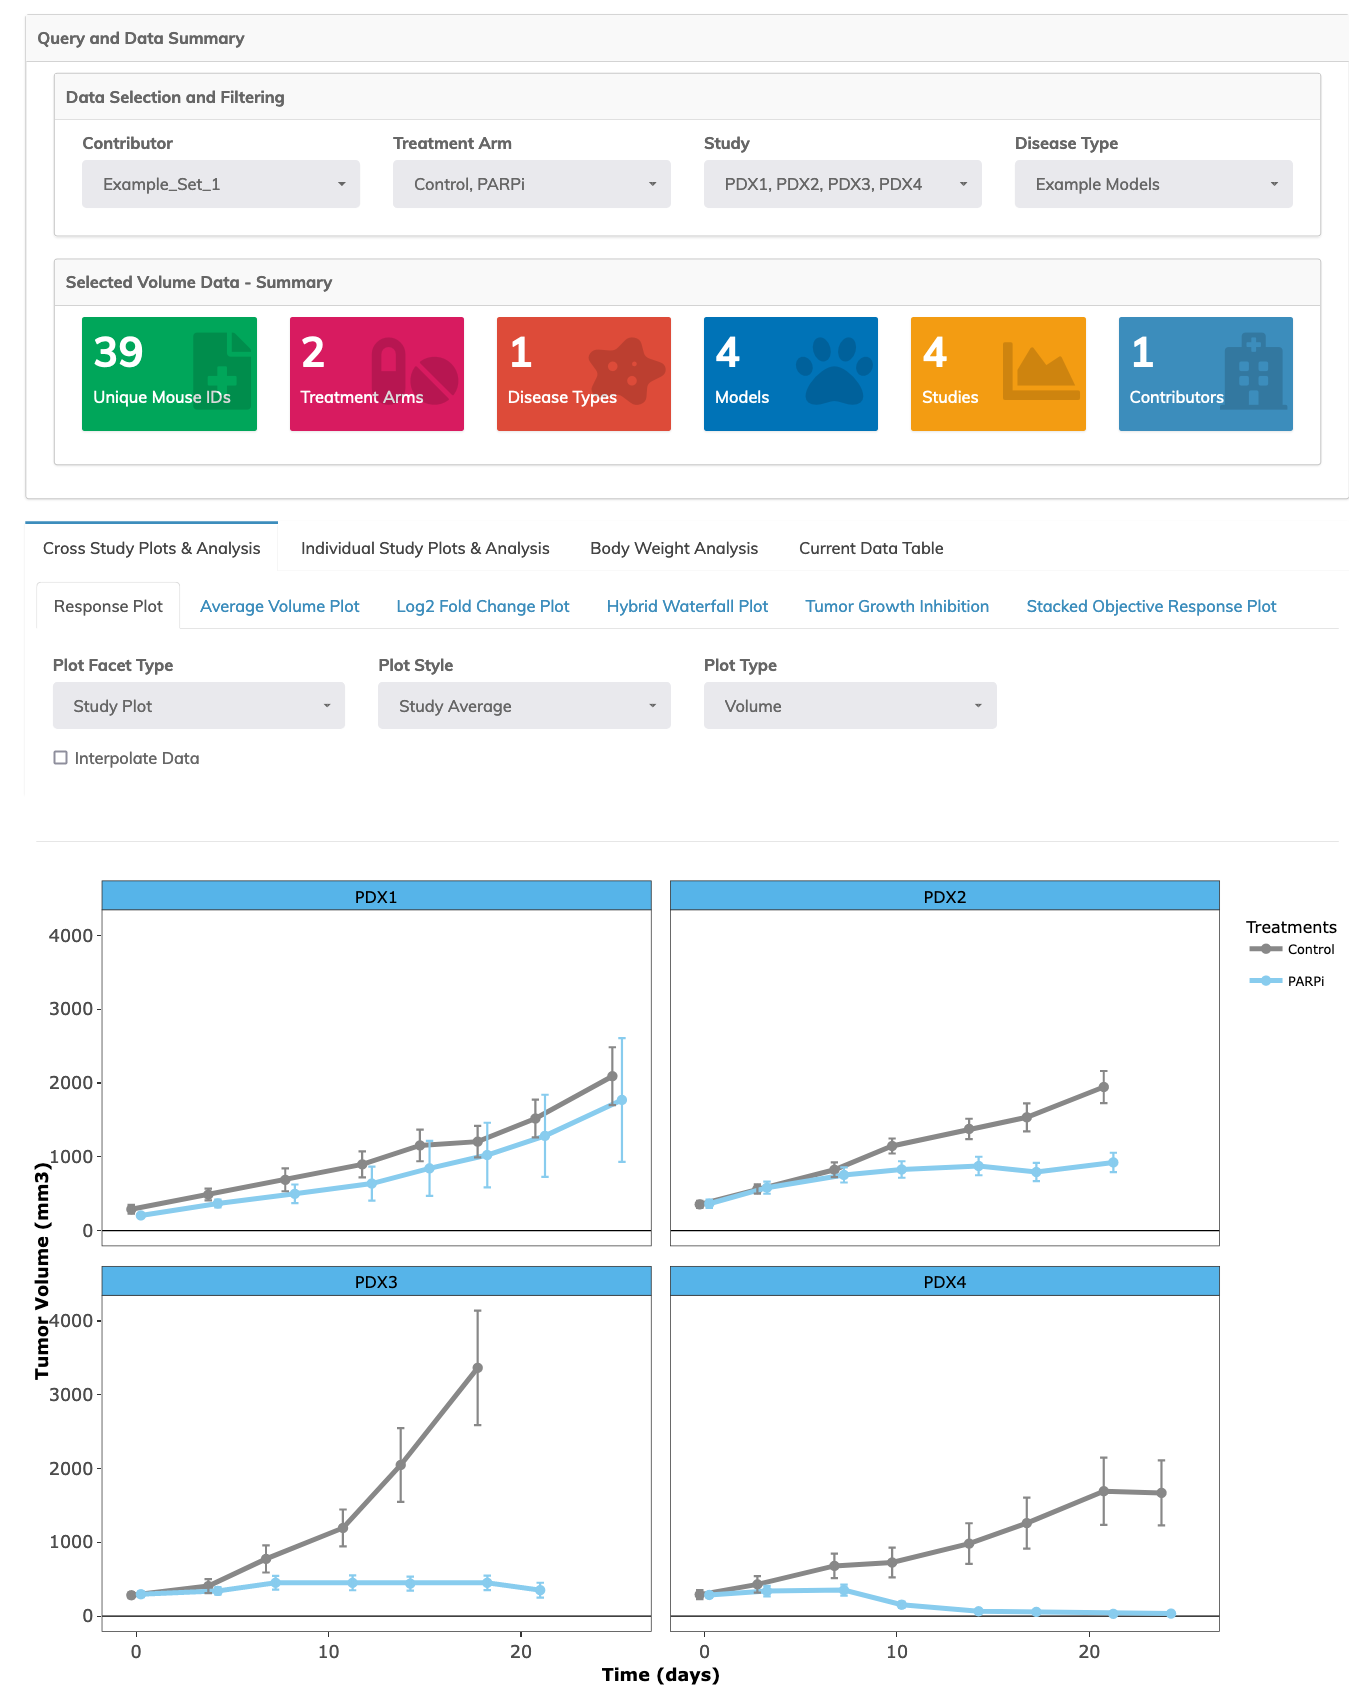 Query and Data Summary
Data Selection and Filtering
Contributor Treatment Arm Study Disease Type
Example_Set_1 Control, PARPi PDX1, PDX2, PDX3, PDX4 Example Models
Selected Volume Data - Summary
39 2 1 4 4 1
Unique Mouse IDs Treatment Arms Disease Types Models Studies Contributors
Cross Study Plots & Analysis Individual Study Plots & Analysis Body Weight Analysis Current Data Table
Response Plot Average Volume Plot Log2 Fold Change Plot Hybrid Waterfall Plot Tumor Growth Inhibition Stacked Objective Response Plot
Plot Facet Type Plot Style Plot Type
Study Plot Study Average Volume
Interpolate Data
PDX1 PDX2
Treatments
Control
PARPi
4000
3000
2000
1000
0
Tumor Volume (mm3)
PDX3 PDX4
4000
3000
2000
1000
0
0 10 20 0 10 20
Time (days)